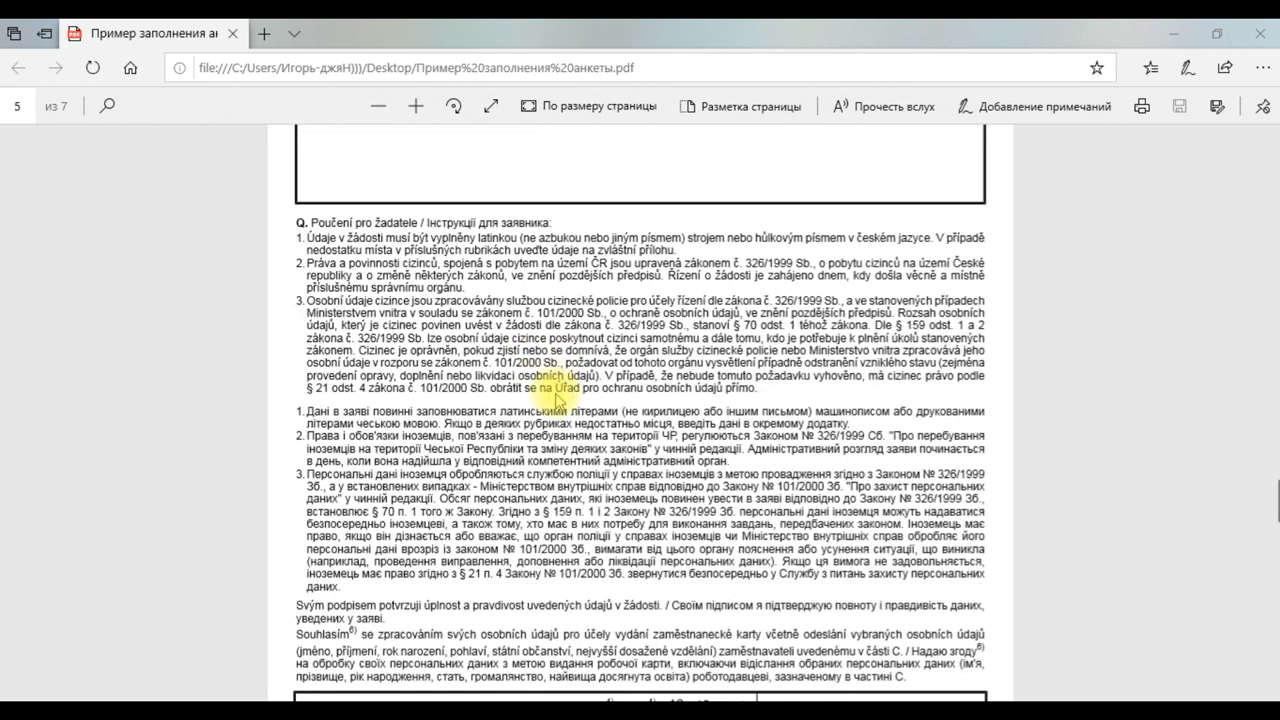 Пример заполнения ан
file:///C:/Users/Игорь-джяН)))/Desktop/Пример%20заполнения%20анкеты.pdf
5 из 7 По размеру страницы Разметка страницы Прочесть вслух Добавление примечаний
Q. Poučení pro žadatele / Інструкції для заявника:
1. Údaje v žádosti musí být vyplněny latinkou (ne azbukou nebo jiným písmem) strojem nebo hůlkovým písmem v českém jazyce. V případě
nedostatku místa v příslušných rubrikách uveďte údaje na zvláštní přílohu.
2. Práva a povinnosti cizinců, spojená s pobytem na území ČR jsou upravená zákonem č. 326/1999 Sb., o pobytu cizinců na území České
republiky a o změně některých zákonů, ve znění pozdějších předpisů. Řízení o žádosti je zahájeno dnem, kdy došla věcně a místně
příslušnému správnímu orgánu.
3. Osobní údaje cizince jsou zpracovávány službou cizinecké policie pro účely řízení dle zákona č. 326/1999 Sb., a ve stanovených případech
Ministerstvem vnitra v souladu se zákonem č. 101/2000 Sb., o ochraně osobních údajů, ve znění pozdějších předpisů. Rozsah osobních
údajů, který je cizinec povinen uvést v žádosti dle zákona č. 326/1999 Sb., stanoví § 70 odst. 1 téhož zákona. Dle § 159 odst. 1 a 2
zákona č. 326/1999 Sb. lze osobní údaje cizince poskytnout cizinci samotnému a dále tomu, kdo je potřebuje k plnění úkolů stanovených
zákonem. Cizinec je oprávněn, pokud zjistí nebo se domnívá, že orgán služby cizinecké policie nebo Ministerstvo vnitra zpracovává jeho
osobní údaje v rozporu se zákonem č. 101/2000 Sb., požadovat od tohoto orgánu vysvětlení případně odstranění vzniklého stavu (zejména
provedení opravy, doplnění nebo likvidaci osobních údajů). V případě, že nebude tomuto požadavku vyhověno, má cizinec právo podle
§ 21 odst. 4 zákona č. 101/2000 Sb. obrátit se na Úřad pro ochranu osobních údajů přímo.
1. Дані в заяві повинні заповнюватися латинськими літерами (не кирилицею або іншим письмом) машинописом або друкованими
літерами чеською мовою. Якщо в деяких рубриках недостатньо місця, введіть дані в окремому додатку.
2. Права і обов'язки іноземців, пов'язані з перебуванням на території ЧР, регулюються Законом № 326/1999 Сб. "Про перебування
іноземців на території Чеської Республіки та зміну деяких законів" у чинній редакції. Адміністративний розгляд заяви починається
в день, коли вона надійшла у відповідний компетентний адміністративний орган.
3. Персональні дані іноземця обробляються службою поліції у справах іноземців з метою провадження згідно з Законом № 326/1999
Зб., а у встановлених випадках - Міністерством внутрішніх справ відповідно до Закону № 101/2000 Зб. "Про захист персональних
даних" у чинній редакції. Обсяг персональних даних, які іноземець повинен увести в заяві відповідно до Закону № 326/1999 Зб.,
встановлює § 70 п. 1 того ж Закону. Згідно з § 159 п. 1 і 2 Закону № 326/1999 Зб. персональні дані іноземця можуть надаватися
безпосередньо іноземцеві, а також тому, хто має в них потребу для виконання завдань, передбачених законом. Іноземець має
право, якщо він дізнається або вважає, що орган поліції у справах іноземців чи Міністерство внутрішніх справ обробляє його
персональні дані врозріз із законом № 101/2000 Зб., вимагати від цього органу пояснення або усунення ситуації, що виникла
(наприклад, проведення виправлення, доповнення або ліквідації персональних даних). Якщо ця вимога не задовольняється,
іноземець має право згідно з § 21 п. 4 Закону № 101/2000 Зб. звернутися безпосередньо у Службу з питань захисту персональних
даних.
Svým podpisem potvrzuji úplnost a pravdivost uvedených údajů v žádosti. / Своїм підписом я підтверджую повноту і правдивість даних,
уведених у заяві.
Souhlasím⁶⁾ se zpracováním svých osobních údajů pro účely vydání zaměstnanecké karty včetně odeslání vybraných osobních údajů
(jméno, příjmení, rok narození, pohlaví, státní občanství, nejvyšší dosažené vzdělání) zaměstnavateli uvedenému v části C. / Надаю згоду⁶⁾
на обробку своїх персональних даних з метою видання робочої карти, включаючи відіслання обраних персональних даних (ім'я,
прізвище, рік народження, стать, громалянство, найвища досягнута освіта) роботодавцеві, зазначеному в частині C.